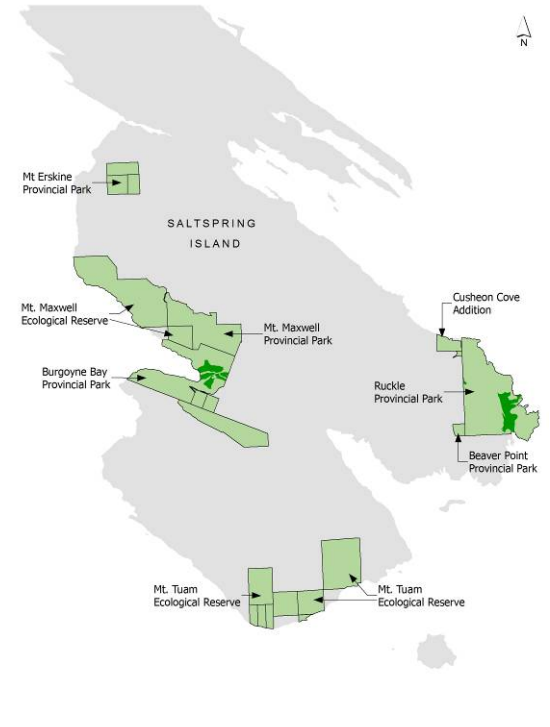 N
Mt Erskine
Provincial Park
SALTSPRING
ISLAND
Mt. Maxwell
Ecological Reserve
Mt. Maxwell
Provincial Park
Cusheon Cove
Addition
Burgoyne Bay
Provincial Park
Ruckle
Provincial Park
Beaver Point
Provincial Park
Mt. Tuam
Ecological Reserve
Mt. Tuam
Ecological Reserve